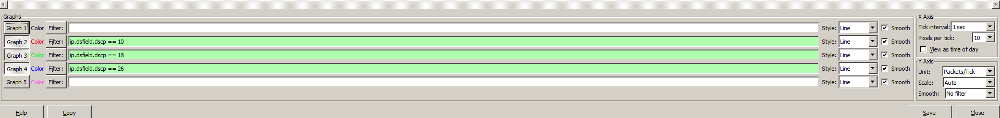 Graphs
X Axis
Graph 1 Color Filter: Style: Line Smooth
Tick interval: 1 sec
Graph 2 Color Filter: ip.dsfield.dscp == 10 Style: Line Smooth
Pixels per tick: 10
Graph 3 Color Filter: ip.dsfield.dscp == 18 Style: Line Smooth
View as time of day
Graph 4 Color Filter: ip.dsfield.dscp == 26 Style: Line Smooth
Y Axis
Unit: Packets/Tick
Graph 5 Color Filter: Style: Line Smooth
Scale: Auto
Smooth: No filter
Help Copy Save Close